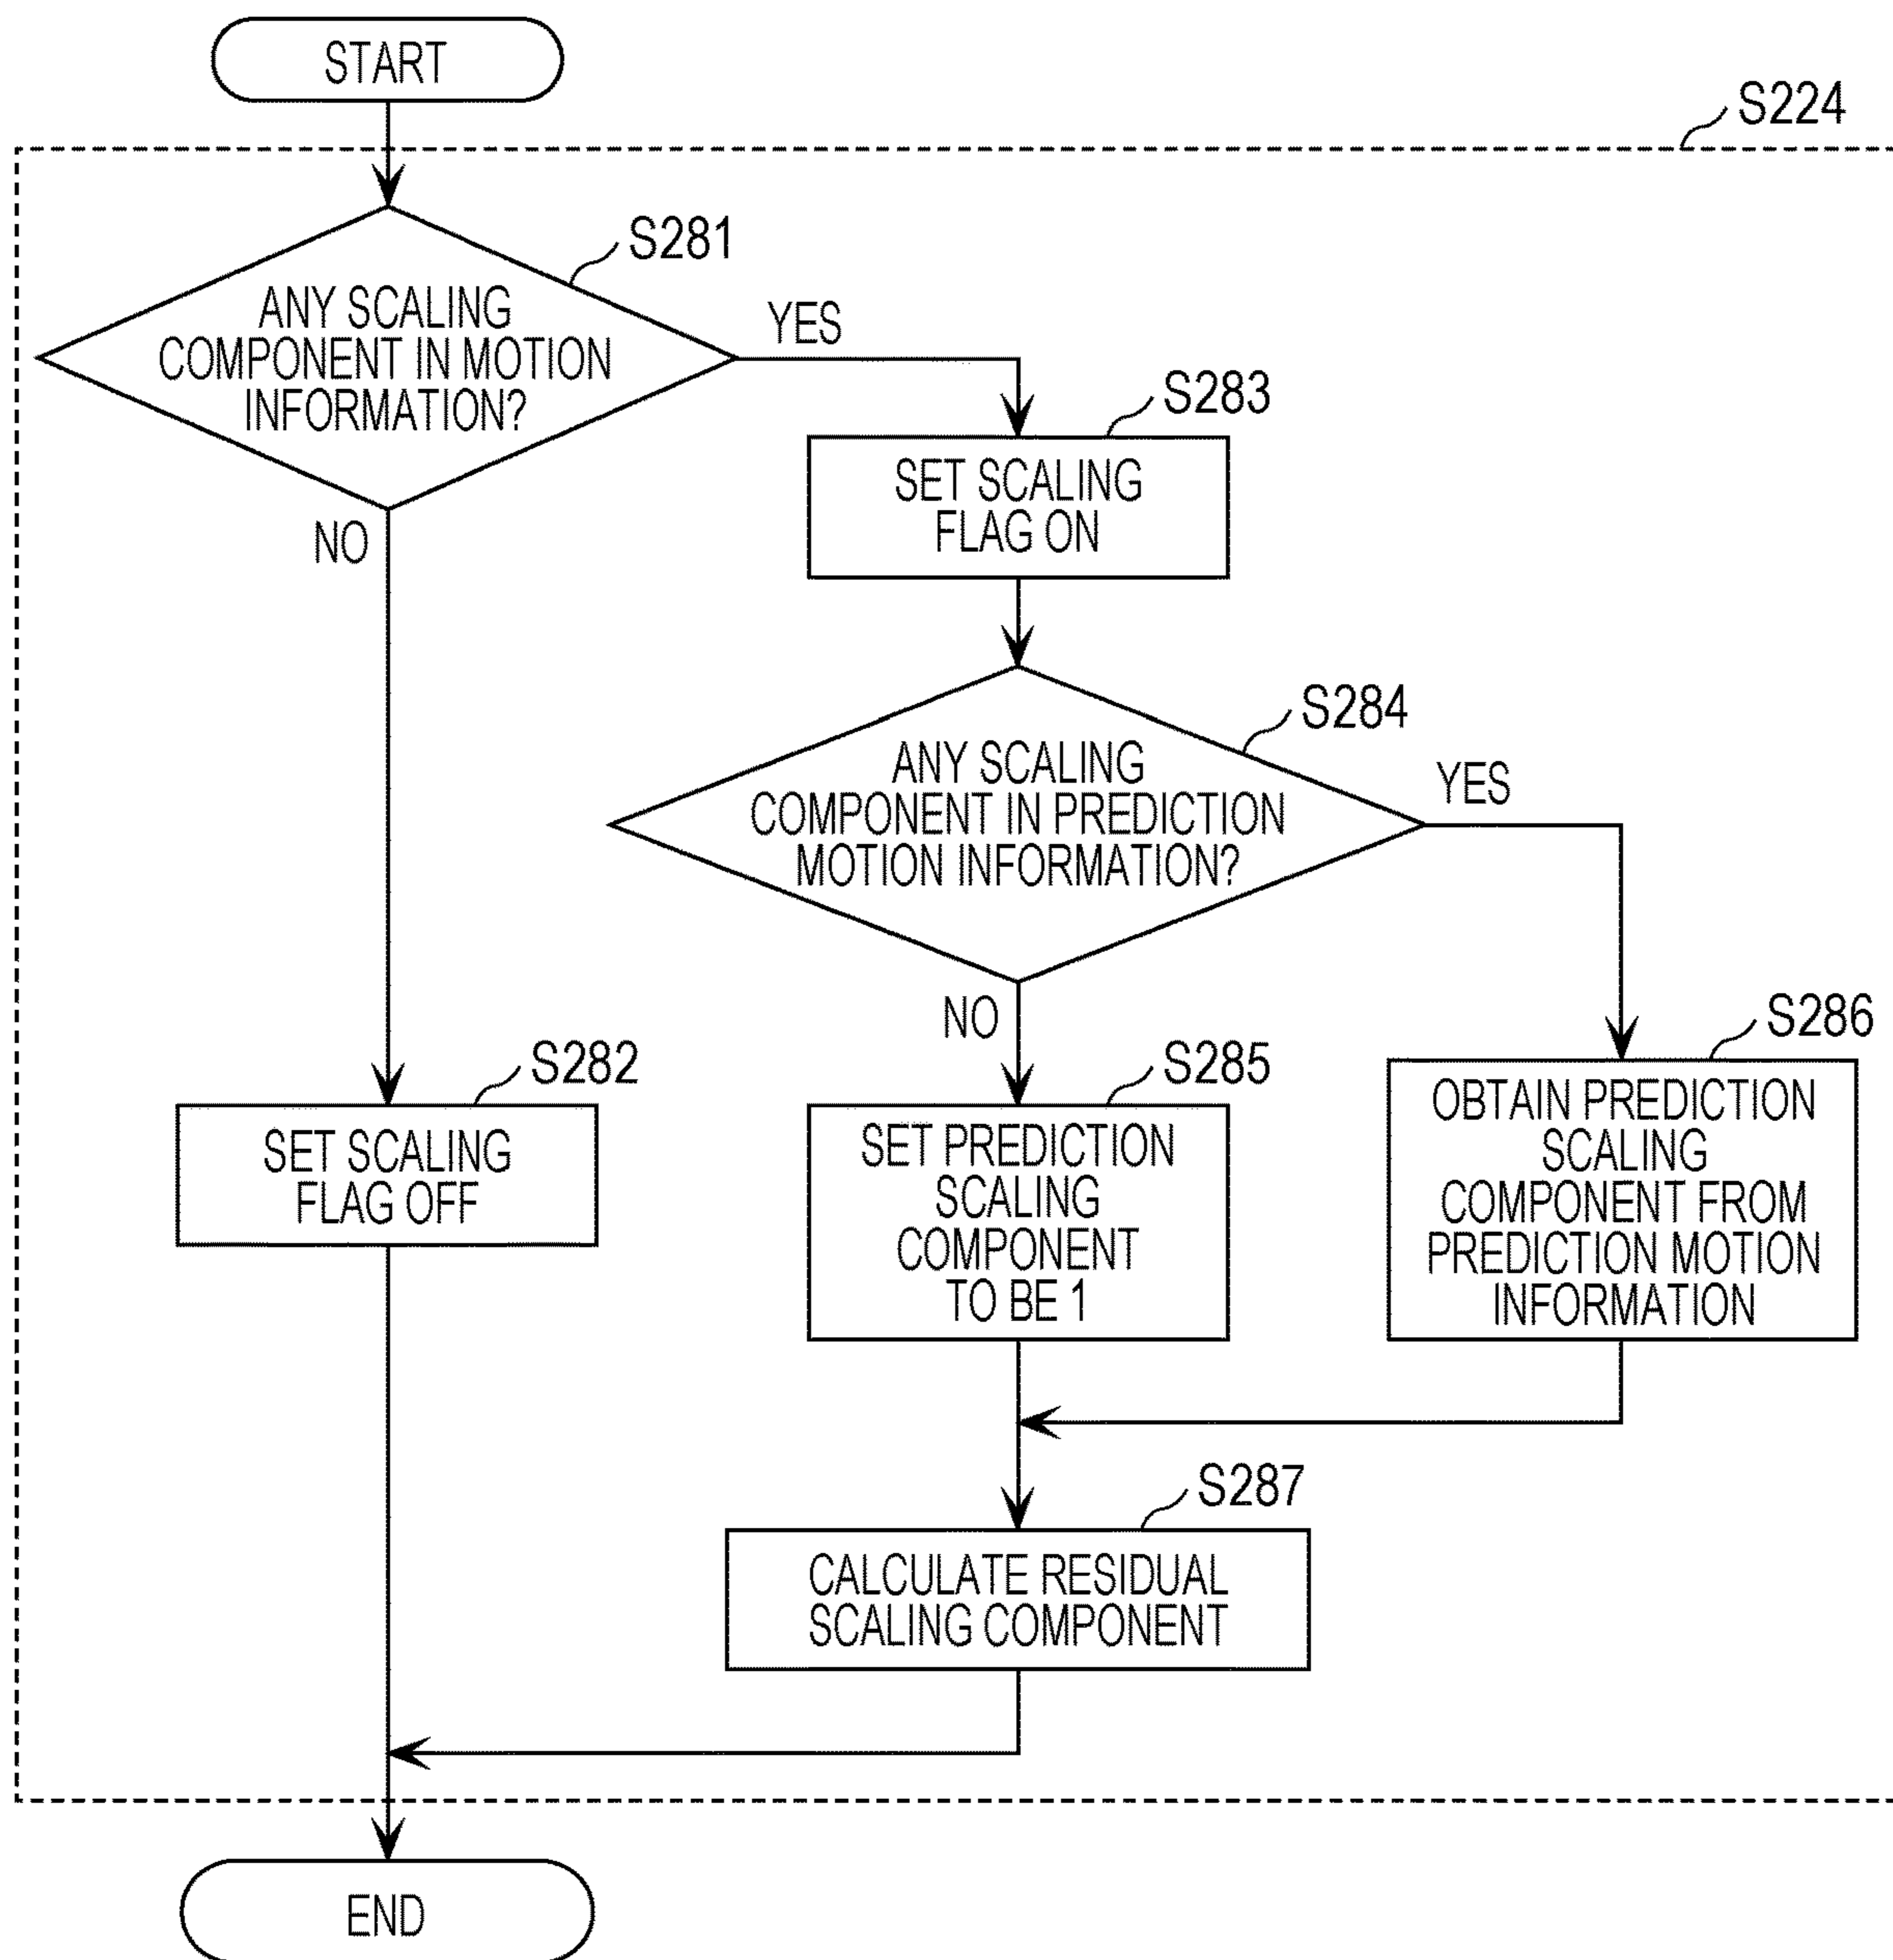 START
S224
S281
ANY SCALING
COMPONENT IN MOTION
INFORMATION?
YES
NO
S283
SET SCALING
FLAG ON
S284
ANY SCALING
COMPONENT IN PREDICTION
MOTION INFORMATION?
YES
NO
S282
SET SCALING
FLAG OFF
S285
SET PREDICTION
SCALING
COMPONENT
TO BE 1
S286
OBTAIN PREDICTION
SCALING
COMPONENT FROM
PREDICTION MOTION
INFORMATION
S287
CALCULATE RESIDUAL
SCALING COMPONENT
END